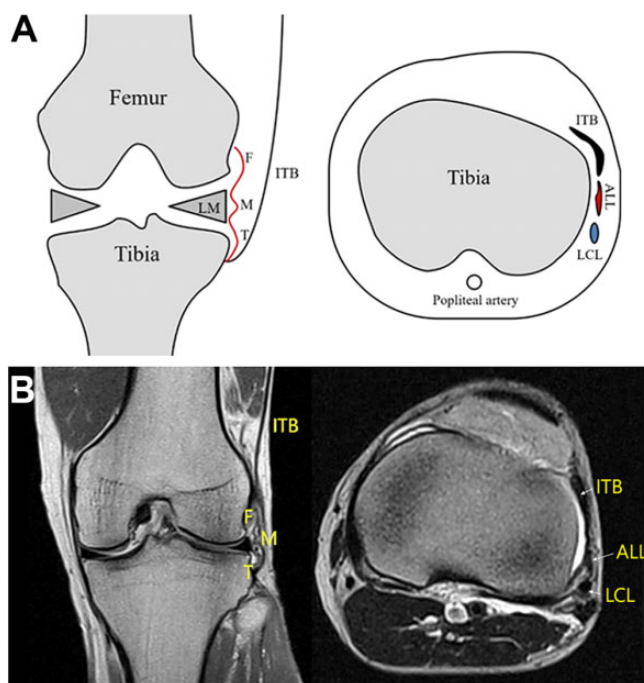 A
Femur
F
ITB
LM
M
T
Tibia
ITB
Tibia
ALL
LCL
Popliteal artery
B
ITB
F
M
T
ITB
ALL
LCL